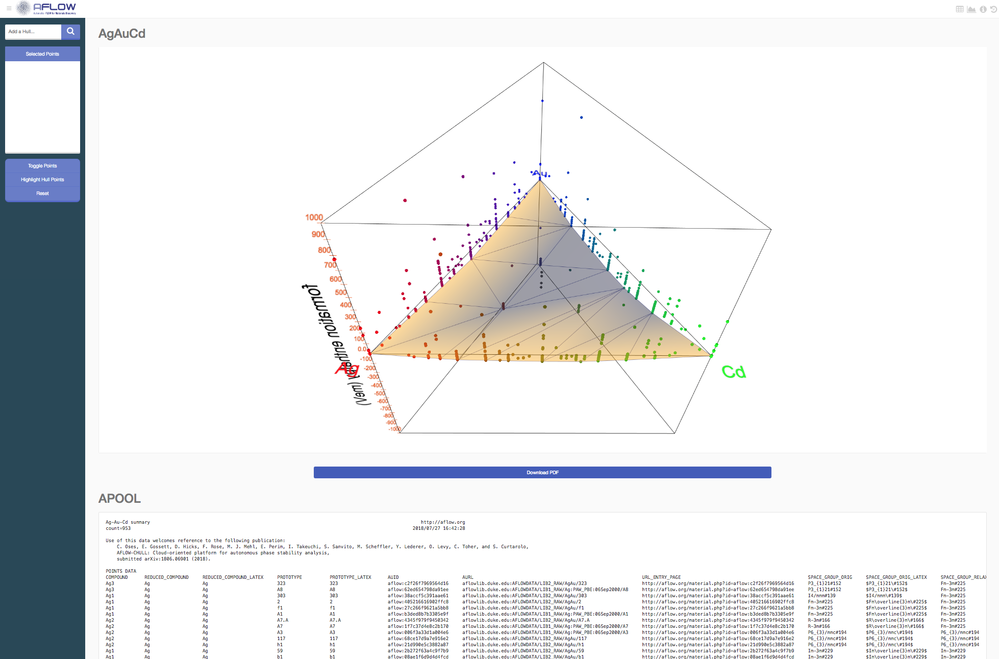 AFLOW
Automatic - FLOW for Materials Discovery
Add a Hull...
Selected Points
Toggle Points
Highlight Hull Points
Reset
AgAuCd
Au
1000
900
800
700
600
500
400
300
200
100
0.0
-100
-200
-300
-400
-500
-600
-700
-800
-900
-1000
formation enthalpy (meV)
Ag
Cd
Download PDF
APOOL
Ag-Au-Cd summary http://aflow.org
count=953 2018/07/27 16:42:28
Use of this data welcomes reference to the following publication:
C. Oses, E. Gossett, D. Hicks, F. Rose, M. J. Mehl, E. Perim, I. Takeuchi, S. Sanvito, M. Scheffler, Y. Lederer, O. Levy, C. Toher, and S. Curtarolo,
AFLOW-CHULL: Cloud-oriented platform for autonomous phase stability analysis,
submitted arXiv:1806.06901 (2018).
POINTS DATA
COMPOUND REDUCED_COMPOUND REDUCED_COMPOUND_LATEX PROTOTYPE PROTOTYPE_LATEX AUID AURL URL_ENTRY_PAGE SPACE_GROUP_ORIG SPACE_GROUP_ORIG_LATEX SPACE_GROUP_RELAX
Ag3 Ag Ag 323 323 aflow:c2f26f7969564d16 aflowlib.duke.edu:AFLOWDATA/LIB2_RAW/AgAu/323 http://aflow.org/material.php?id=aflow:c2f26f7969564d16 P3_{1}21#152 $P3_{1}21\#152$ Fm-3m#225
Ag3 Ag Ag A8 A8 aflow:62ed654798da91ee aflowlib.duke.edu:AFLOWDATA/LIB1_RAW/Ag:PAW_PBE:06Sep2000/A8 http://aflow.org/material.php?id=aflow:62ed654798da91ee P3_{1}21#152 $P3_{1}21\#152$ Fm-3m#225
Ag1 Ag Ag 303 303 aflow:38accf5c391aae61 aflowlib.duke.edu:AFLOWDATA/LIB2_RAW/AgAu/303 http://aflow.org/material.php?id=aflow:38accf5c391aae61 I4/mmm#139 $I4/mmm\#139$ Fm-3m#225
Ag1 Ag Ag 2 2 aflow:405216616902ffc8 aflowlib.duke.edu:AFLOWDATA/LIB2_RAW/AgAu/2 http://aflow.org/material.php?id=aflow:405216616902ffc8 Fm-3m#225 $Fm\overline{3}m\#225$ Fm-3m#225
Ag1 Ag Ag f1 f1 aflow:27c266f9621a5bb8 aflowlib.duke.edu:AFLOWDATA/LIB2_RAW/AgAu/f1 http://aflow.org/material.php?id=aflow:27c266f9621a5bb8 Fm-3m#225 $Fm\overline{3}m\#225$ Fm-3m#225
Ag1 Ag Ag A1 A1 aflow:b3ded8b7b3305e9f aflowlib.duke.edu:AFLOWDATA/LIB1_RAW/Ag:PAW_PBE:06Sep2000/A1 http://aflow.org/material.php?id=aflow:b3ded8b7b3305e9f Fm-3m#225 $Fm\overline{3}m\#225$ Fm-3m#225
Ag2 Ag Ag A7.A A7.A aflow:4345f979f9450342 aflowlib.duke.edu:AFLOWDATA/LIB2_RAW/AgAu/A7.A http://aflow.org/material.php?id=aflow:4345f979f9450342 R-3m#166 $R\overline{3}m\#166$ Fm-3m#225
Ag2 Ag Ag A7 A7 aflow:1f7c37d4e8c2b170 aflowlib.duke.edu:AFLOWDATA/LIB1_RAW/Ag:PAW_PBE:06Sep2000/A7 http://aflow.org/material.php?id=aflow:1f7c37d4e8c2b170 R-3m#166 $R\overline{3}m\#166$ Fm-3m#225
Ag2 Ag Ag A3 A3 aflow:006f3a33d1a004e6 aflowlib.duke.edu:AFLOWDATA/LIB1_RAW/Ag:PAW_PBE:06Sep2000/A3 http://aflow.org/material.php?id=aflow:006f3a33d1a004e6 P6_{3}/mmc#194 $P6_{3}/mmc\#194$ P6_{3}/mmc#194
Ag2 Ag Ag 117 117 aflow:68ce17d9a7e916e2 aflowlib.duke.edu:AFLOWDATA/LIB2_RAW/AgAu/117 http://aflow.org/material.php?id=aflow:68ce17d9a7e916e2 P6_{3}/mmc#194 $P6_{3}/mmc\#194$ P6_{3}/mmc#194
Ag2 Ag Ag h1 h1 aflow:21d990e5c3882a87 aflowlib.duke.edu:AFLOWDATA/LIB2_RAW/AgAu/h1 http://aflow.org/material.php?id=aflow:21d990e5c3882a87 P6_{3}/mmc#194 $P6_{3}/mmc\#194$ P6_{3}/mmc#194
Ag1 Ag Ag 59 59 aflow:2b272f63a4c9f7b9 aflowlib.duke.edu:AFLOWDATA/LIB2_RAW/AgAu/59 http://aflow.org/material.php?id=aflow:2b272f63a4c9f7b9 Im-3m#229 $Im\overline{3}m\#229$ Im-3m#229
Ag1 Ag Ag b1 b1 aflow:08ae1f6d9d4d4fcd aflowlib.duke.edu:AFLOWDATA/LIB2_RAW/AgAu/b1 http://aflow.org/material.php?id=aflow:08ae1f6d9d4d4fcd Im-3m#229 $Im\overline{3}m\#229$ Im-3m#229